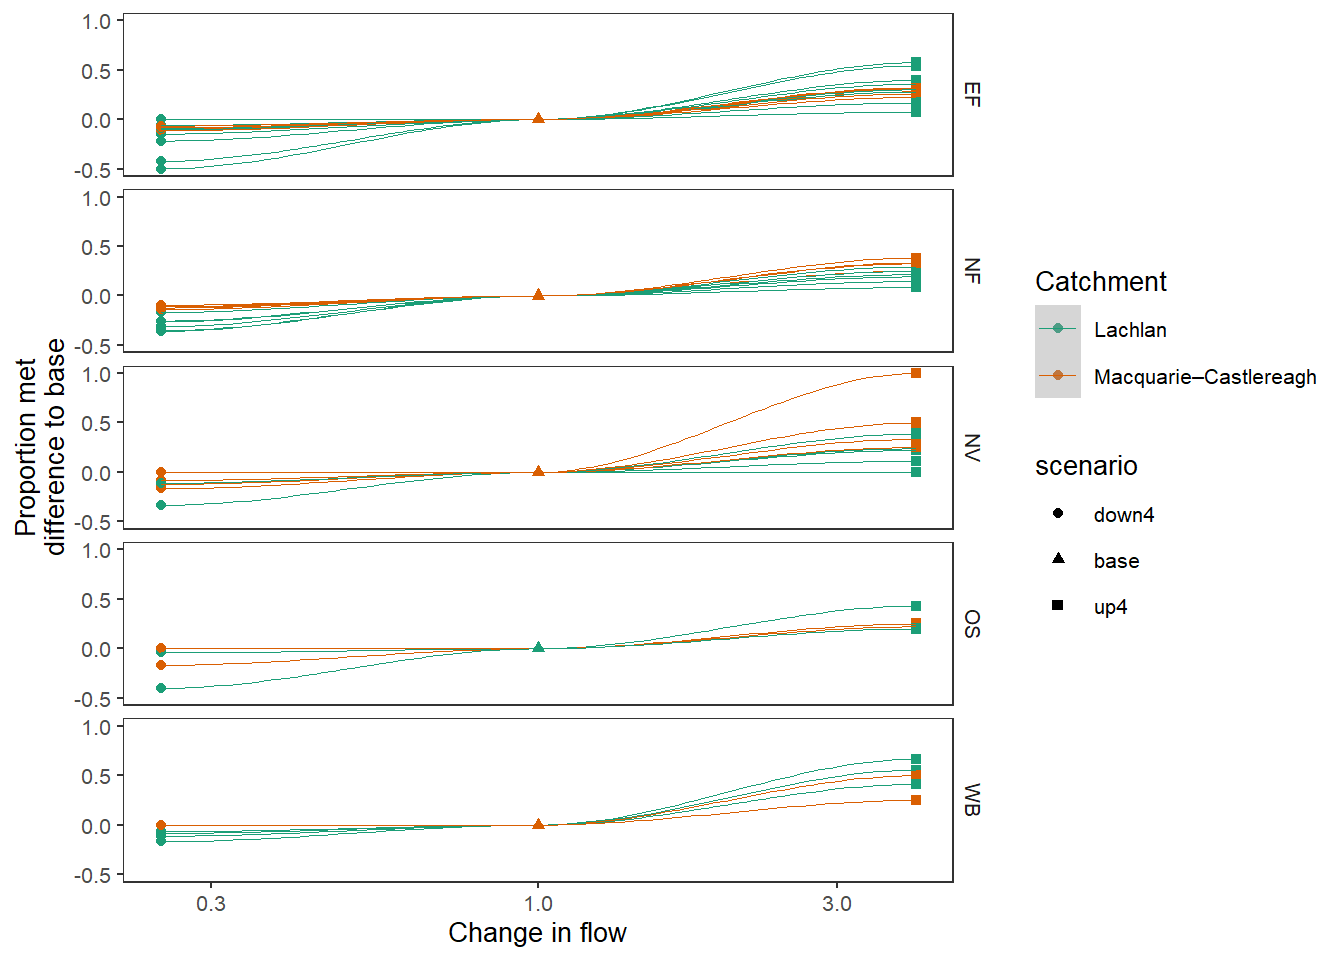 1.0
0.5
0.0
-0.5
EF
1.0
0.5
0.0
-0.5
NF
1.0
0.5
0.0
-0.5
NV
1.0
0.5
0.0
-0.5
OS
1.0
0.5
0.0
-0.5
WB
0.3
1.0
3.0
Change in flow
Proportion met
difference to base
Catchment
Lachlan
Macquarie–Castlereagh
scenario
down4
base
up4